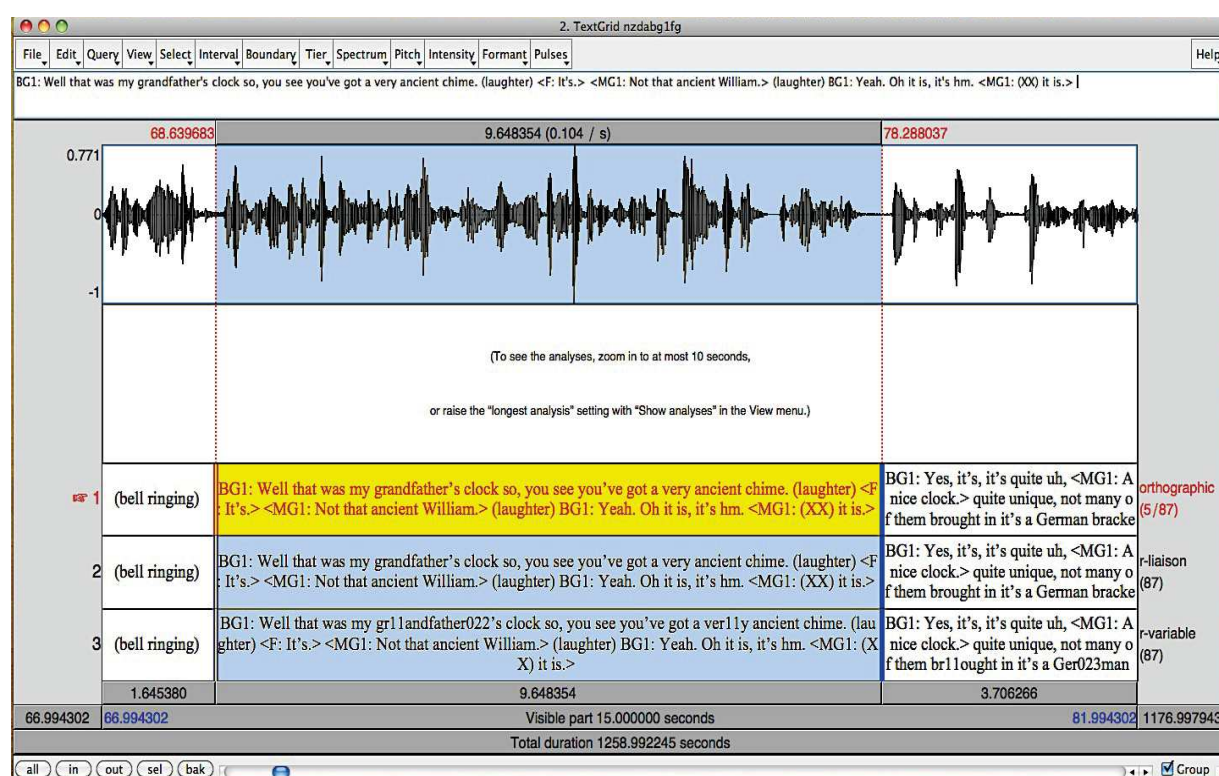 2. TextGrid nzdabg1fg
File Edit Query View Select Interval Boundary Tier Spectrum Pitch Intensity Formant Pulses Help
BG1: Well that was my grandfather's clock so, you see you've got a very ancient chime. (laughter) <F: It's.> <MG1: Not that ancient William.> (laughter) BG1: Yeah. Oh it is, it's hm. <MG1: (XX) it is.>
68.639683 9.648354 (0.104 / s) 78.288037
0.771
0
-1
(To see the analyses, zoom in to at most 10 seconds,
or raise the "longest analysis" setting with "Show analyses" in the View menu.)
1
(bell ringing)
BG1: Well that was my grandfather's clock so, you see you've got a very ancient chime. (laughter) <F
: It's.> <MG1: Not that ancient William.> (laughter) BG1: Yeah. Oh it is, it's hm. <MG1: (XX) it is.>
BG1: Yes, it's, it's quite uh, <MG1: A
nice clock.> quite unique, not many o
f them brought in it's a German bracke
orthographic
(5/87)
2
(bell ringing)
BG1: Well that was my grandfather's clock so, you see you've got a very ancient chime. (laughter) <F
: It's.> <MG1: Not that ancient William.> (laughter) BG1: Yeah. Oh it is, it's hm. <MG1: (XX) it is.>
BG1: Yes, it's, it's quite uh, <MG1: A
nice clock.> quite unique, not many o
f them brought in it's a German bracke
r-liaison
(87)
3
(bell ringing)
BG1: Well that was my gr11andfather022's clock so, you see you've got a ver11y ancient chime. (lau
ghter) <F: It's.> <MG1: Not that ancient William.> (laughter) BG1: Yeah. Oh it is, it's hm. <MG1: (X
X) it is.>
BG1: Yes, it's, it's quite uh, <MG1: A
nice clock.> quite unique, not many o
f them br11ought in it's a Ger023man
r-variable
(87)
1.645380 9.648354 3.706266
66.994302 66.994302 Visible part 15.000000 seconds 81.994302 1176.997943
Total duration 1258.992245 seconds
all in out sel bak Group